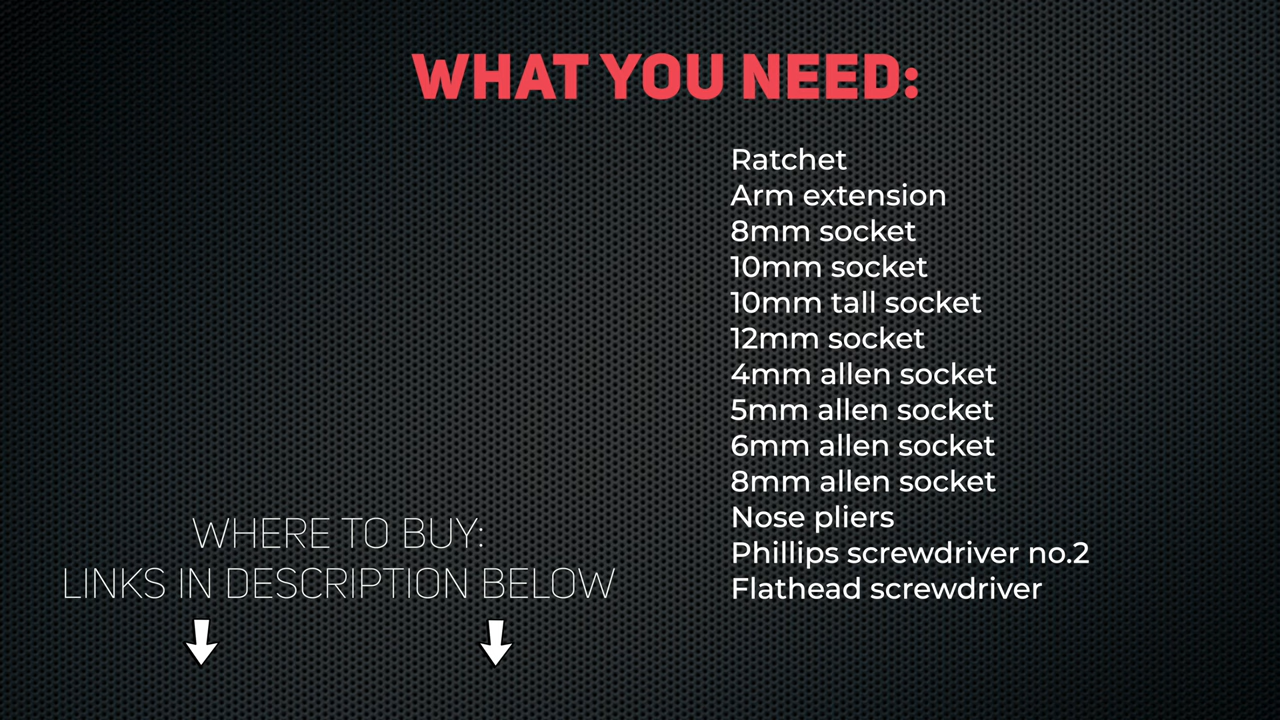 WHAT YOU NEED:
Ratchet
Arm extension
8mm socket
10mm socket
10mm tall socket
12mm socket
4mm allen socket
5mm allen socket
6mm allen socket
8mm allen socket
Nose pliers
Phillips screwdriver no.2
Flathead screwdriver
WHERE TO BUY:
LINKS IN DESCRIPTION BELOW